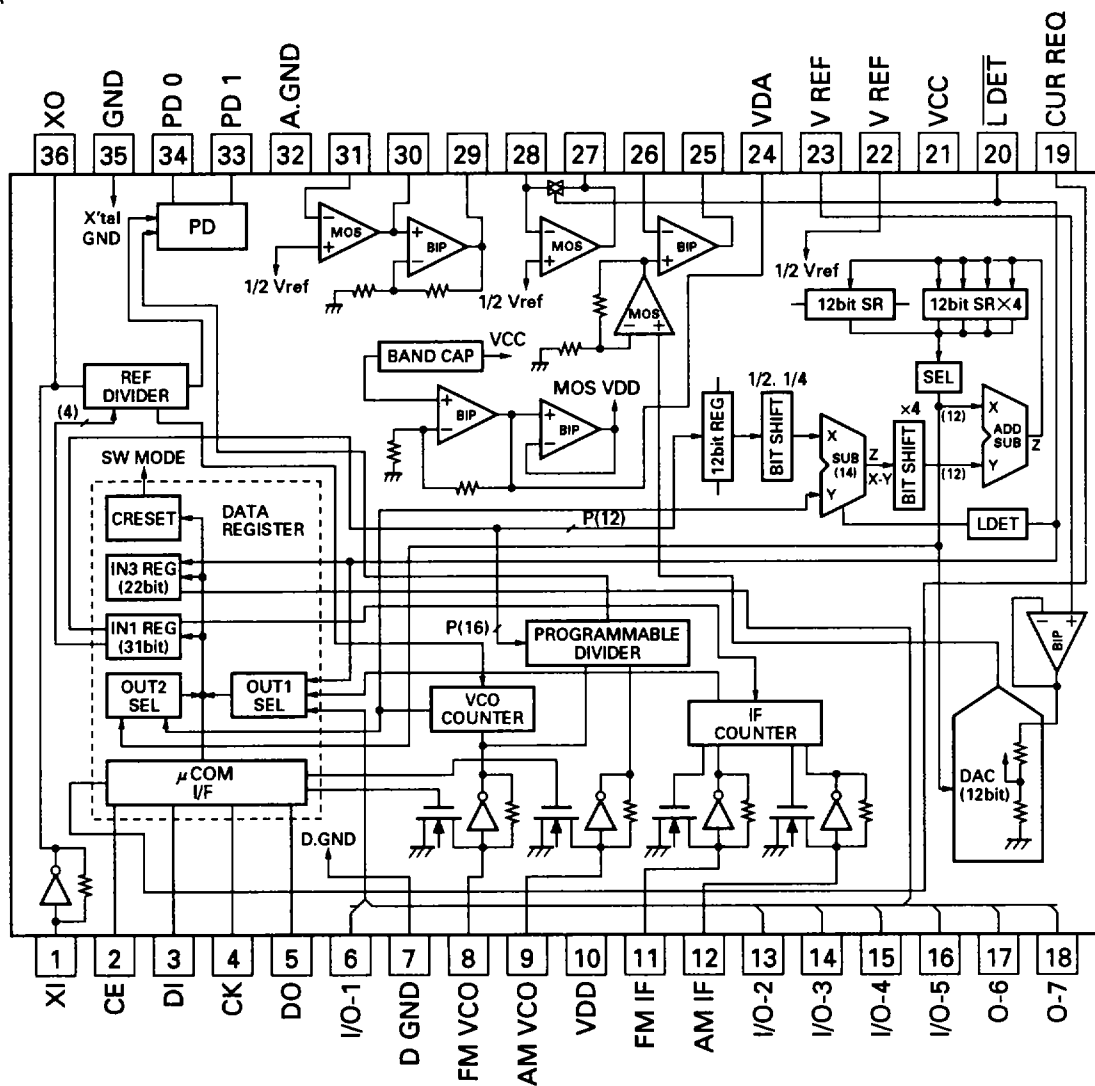 XO
GND
PD 0
PD 1
A.GND
VDA
V REF
V REF
VCC
L DET
CUR REQ
36
35
34
33
32
31
30
29
28
27
26
25
24
23
22
21
20
19
X'tal
GND
PD
MOS
BIP
1/2 Vref
MOS
1/2 Vref
BIP
MOS
1/2 Vref
12bit SR
12bit SR×4
SEL
BAND CAP
VCC
BIP
BIP
MOS VDD
REF
DIVIDER
(4)
12bit REG
1/2. 1/4
BIT SHIFT
X
Y
SUB
(14)
Z
X-Y
×4
BIT SHIFT
(12)
(12)
X
Y
ADD
SUB
Z
LDET
SW MODE
CRESET
DATA
REGISTER
IN3 REG
(22bit)
IN1 REG
(31bit)
OUT2
SEL
OUT1
SEL
μCOM
I/F
P(12)
P(16)
PROGRAMMABLE
DIVIDER
VCO
COUNTER
IF
COUNTER
BIP
DAC
(12bit)
D.GND
1
2
3
4
5
6
7
8
9
10
11
12
13
14
15
16
17
18
XI
CE
DI
CK
DO
I/O-1
D GND
FM VCO
AM VCO
VDD
FM IF
AM IF
I/O-2
I/O-3
I/O-4
I/O-5
O-6
O-7